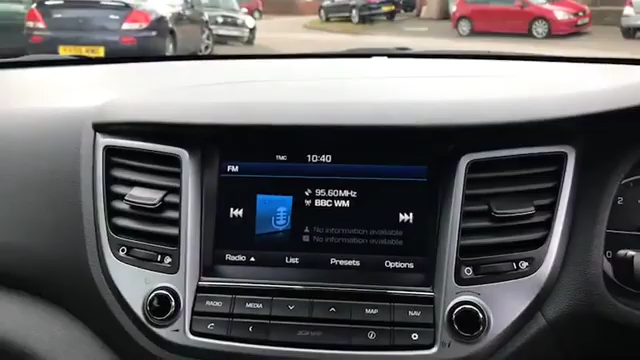 TMC 10:40
FM
95.60MHz
BBC WM
No information available
No information available
Radio List Presets Options
RADIO MEDIA MAP NAV